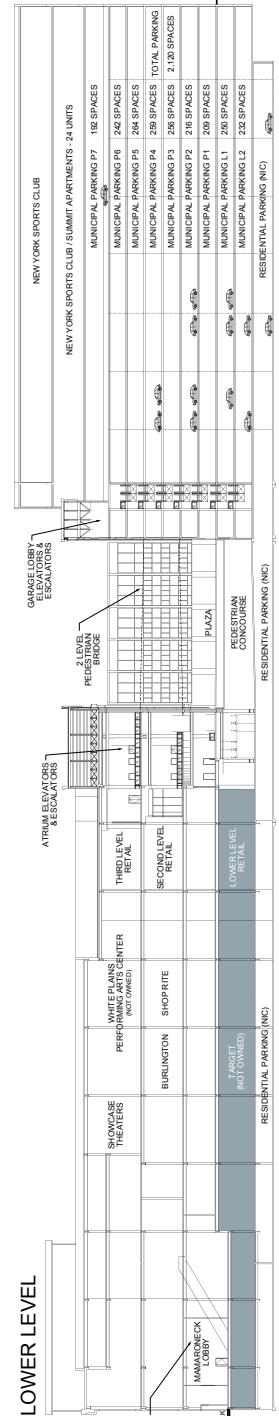 LOWER LEVEL
MAMARONECK
LOBBY
SHOWCASE
THEATERS
WHITE PLAINS
PERFORMING ARTS CENTER
(NOT OWNED)
BURLINGTON
SHOP RITE
TARGET
(NOT OWNED)
RESIDENTIAL PARKING (NIC)
THIRD LEVEL
RETAIL
SECOND LEVEL
RETAIL
LOWER LEVEL
RETAIL
ATRIUM ELEVATORS
& ESCALATORS
2 LEVEL
PEDESTRIAN
BRIDGE
PLAZA
PEDESTRIAN
CONCOURSE
RESIDENTIAL PARKING (NIC)
GARAGE LOBBY
ELEVATORS &
ESCALATORS
NEW YORK SPORTS CLUB
NEW YORK SPORTS CLUB / SUMMIT APARTMENTS - 24 UNITS
MUNICIPAL PARKING P7 192 SPACES
MUNICIPAL PARKING P6 242 SPACES
MUNICIPAL PARKING P5 264 SPACES
MUNICIPAL PARKING P4 259 SPACES TOTAL PARKING
MUNICIPAL PARKING P3 256 SPACES 2,120 SPACES
MUNICIPAL PARKING P2 216 SPACES
MUNICIPAL PARKING P1 209 SPACES
MUNICIPAL PARKING L1 250 SPACES
MUNICIPAL PARKING L2 232 SPACES
RESIDENTIAL PARKING (NIC)